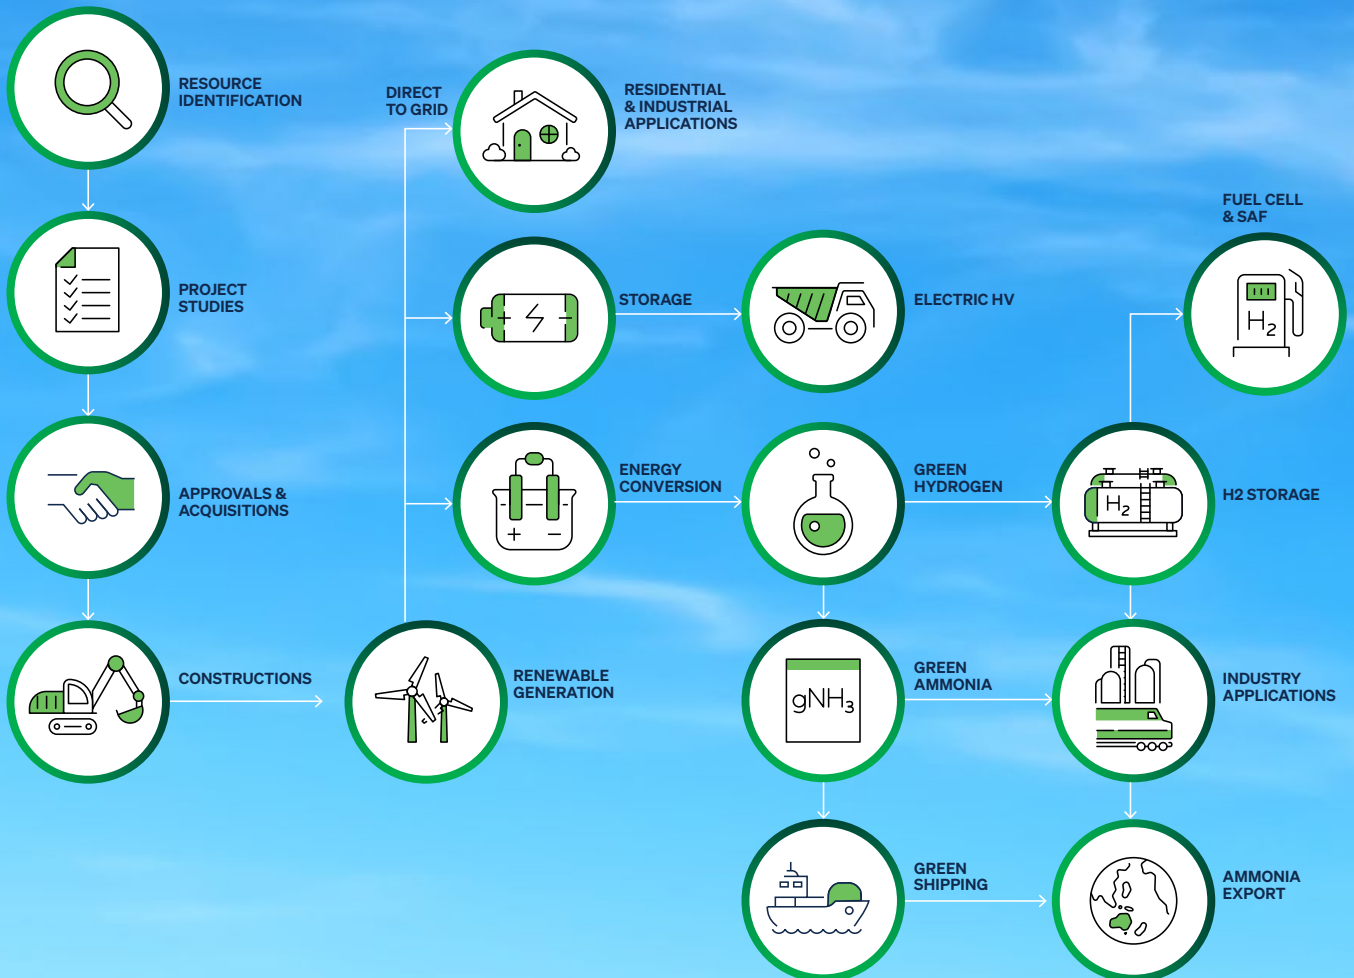 RESOURCE
IDENTIFICATION
DIRECT
TO GRID
RESIDENTIAL
& INDUSTRIAL
APPLICATIONS
PROJECT
STUDIES
STORAGE
ELECTRIC HV
FUEL CELL
& SAF
H₂
APPROVALS &
ACQUISITIONS
ENERGY
CONVERSION
+ −
GREEN
HYDROGEN
H₂
H2 STORAGE
CONSTRUCTIONS
RENEWABLE
GENERATION
gNH₃
GREEN
AMMONIA
INDUSTRY
APPLICATIONS
GREEN
SHIPPING
AMMONIA
EXPORT